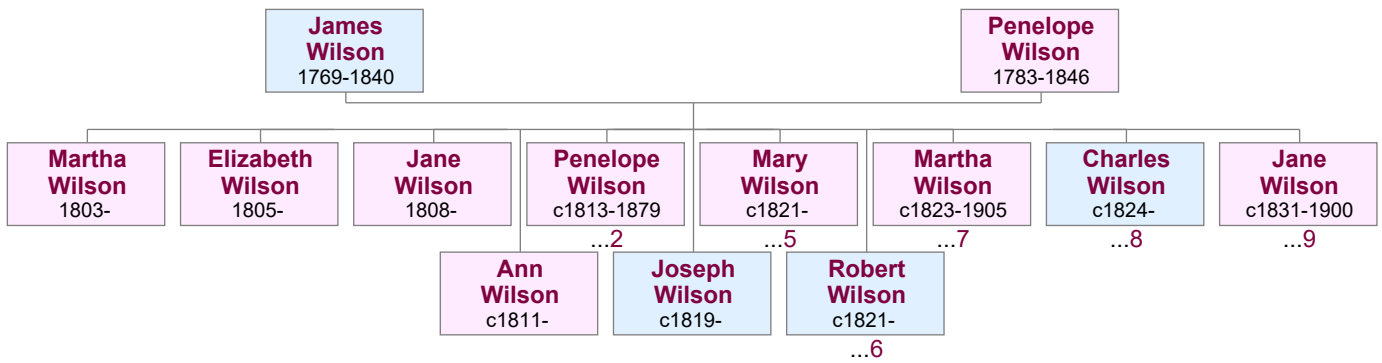 James
Wilson
1769-1840
Penelope
Wilson
1783-1846
Martha
Wilson
1803-
Elizabeth
Wilson
1805-
Jane
Wilson
1808-
Penelope
Wilson
c1813-1879
...2
Mary
Wilson
c1821-
...5
Martha
Wilson
c1823-1905
...7
Charles
Wilson
c1824-
...8
Jane
Wilson
c1831-1900
...9
Ann
Wilson
c1811-
Joseph
Wilson
c1819-
Robert
Wilson
c1821-
...6